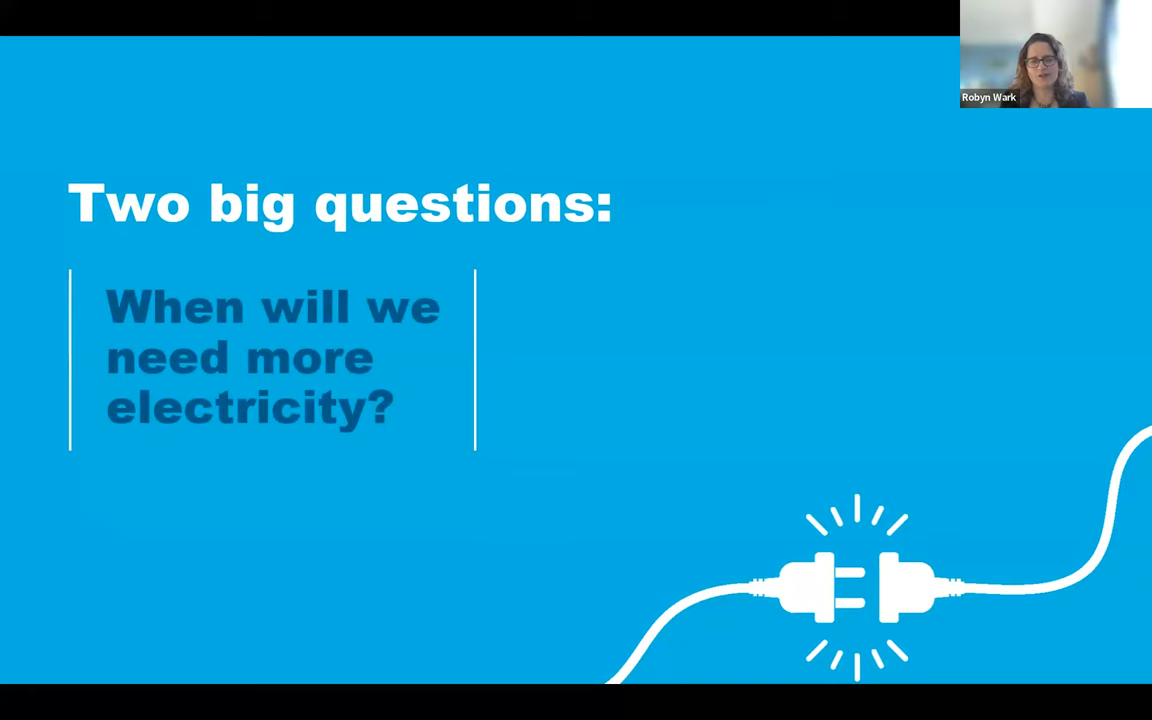 Robyn Wark
Two big questions:
When will we
need more
electricity?